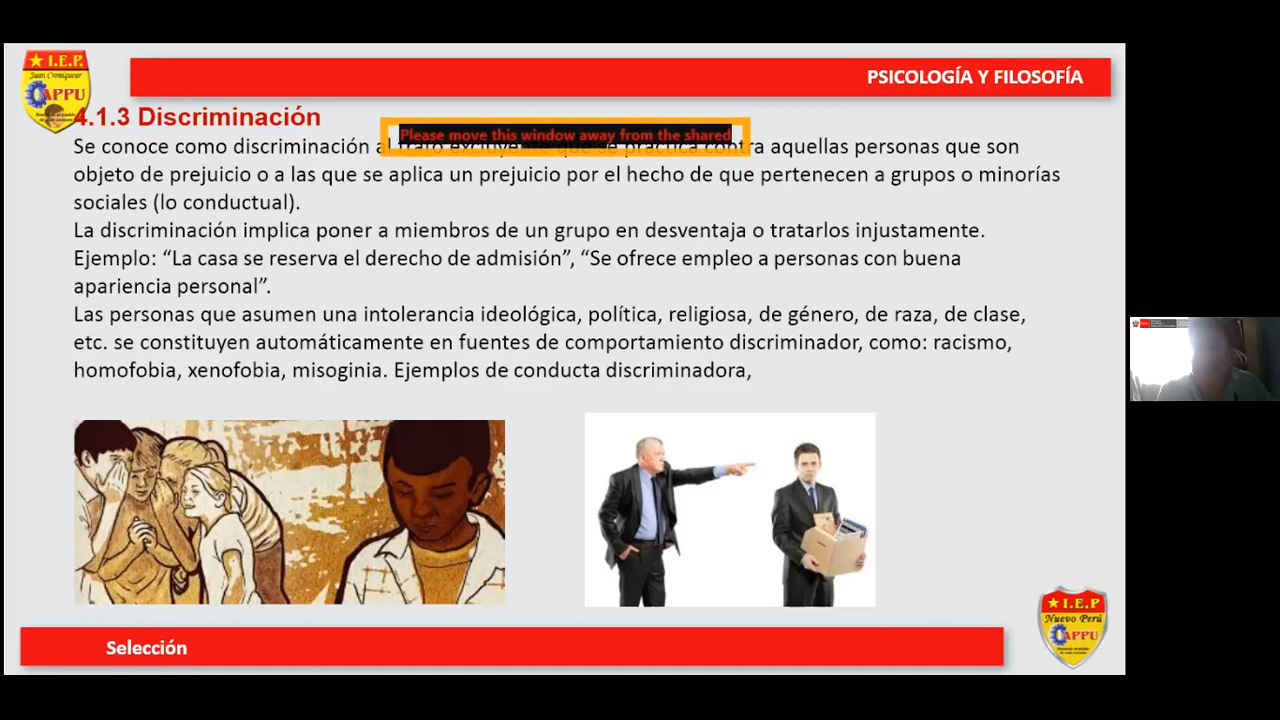 ★ I.E.P.
Juan Croniqueur
APPU
PSICOLOGÍA Y FILOSOFÍA
4.1.3 Discriminación
Please move this window away from the shared
Se conoce como discriminación al trato excluyente que se practica contra aquellas personas que son
objeto de prejuicio o a las que se aplica un prejuicio por el hecho de que pertenecen a grupos o minorías
sociales (lo conductual).
La discriminación implica poner a miembros de un grupo en desventaja o tratarlos injustamente.
Ejemplo: “La casa se reserva el derecho de admisión”, “Se ofrece empleo a personas con buena
apariencia personal”.
Las personas que asumen una intolerancia ideológica, política, religiosa, de género, de raza, de clase,
etc. se constituyen automáticamente en fuentes de comportamiento discriminador, como: racismo,
homofobia, xenofobia, misoginia. Ejemplos de conducta discriminadora,
★ I.E.P
Nuevo Perú
APPU
Selección